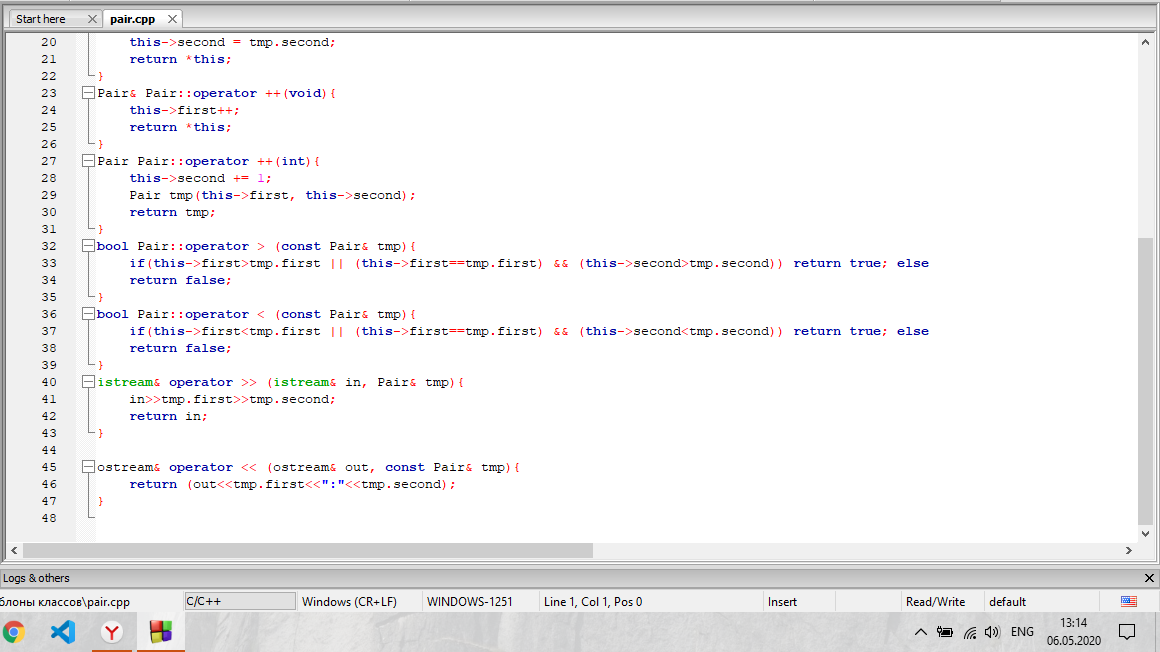 Start here
pair.cpp
20 this->second = tmp.second;
21 return *this;
22 }
23 Pair& Pair::operator ++(void){
24 this->first++;
25 return *this;
26 }
27 Pair Pair::operator ++(int){
28 this->second += 1;
29 Pair tmp(this->first, this->second);
30 return tmp;
31 }
32 bool Pair::operator > (const Pair& tmp){
33 if(this->first>tmp.first || (this->first==tmp.first) && (this->second>tmp.second)) return true; else
34 return false;
35 }
36 bool Pair::operator < (const Pair& tmp){
37 if(this->first<tmp.first || (this->first==tmp.first) && (this->second<tmp.second)) return true; else
38 return false;
39 }
40 istream& operator >> (istream& in, Pair& tmp){
41 in>>tmp.first>>tmp.second;
42 return in;
43 }
44
45 ostream& operator << (ostream& out, const Pair& tmp){
46 return (out<<tmp.first<<":"<<tmp.second);
47 }
48
Logs & others
блоны классов\pair.cpp C/C++ Windows (CR+LF) WINDOWS-1251 Line 1, Col 1, Pos 0 Insert Read/Write default
ENG
13:14
06.05.2020